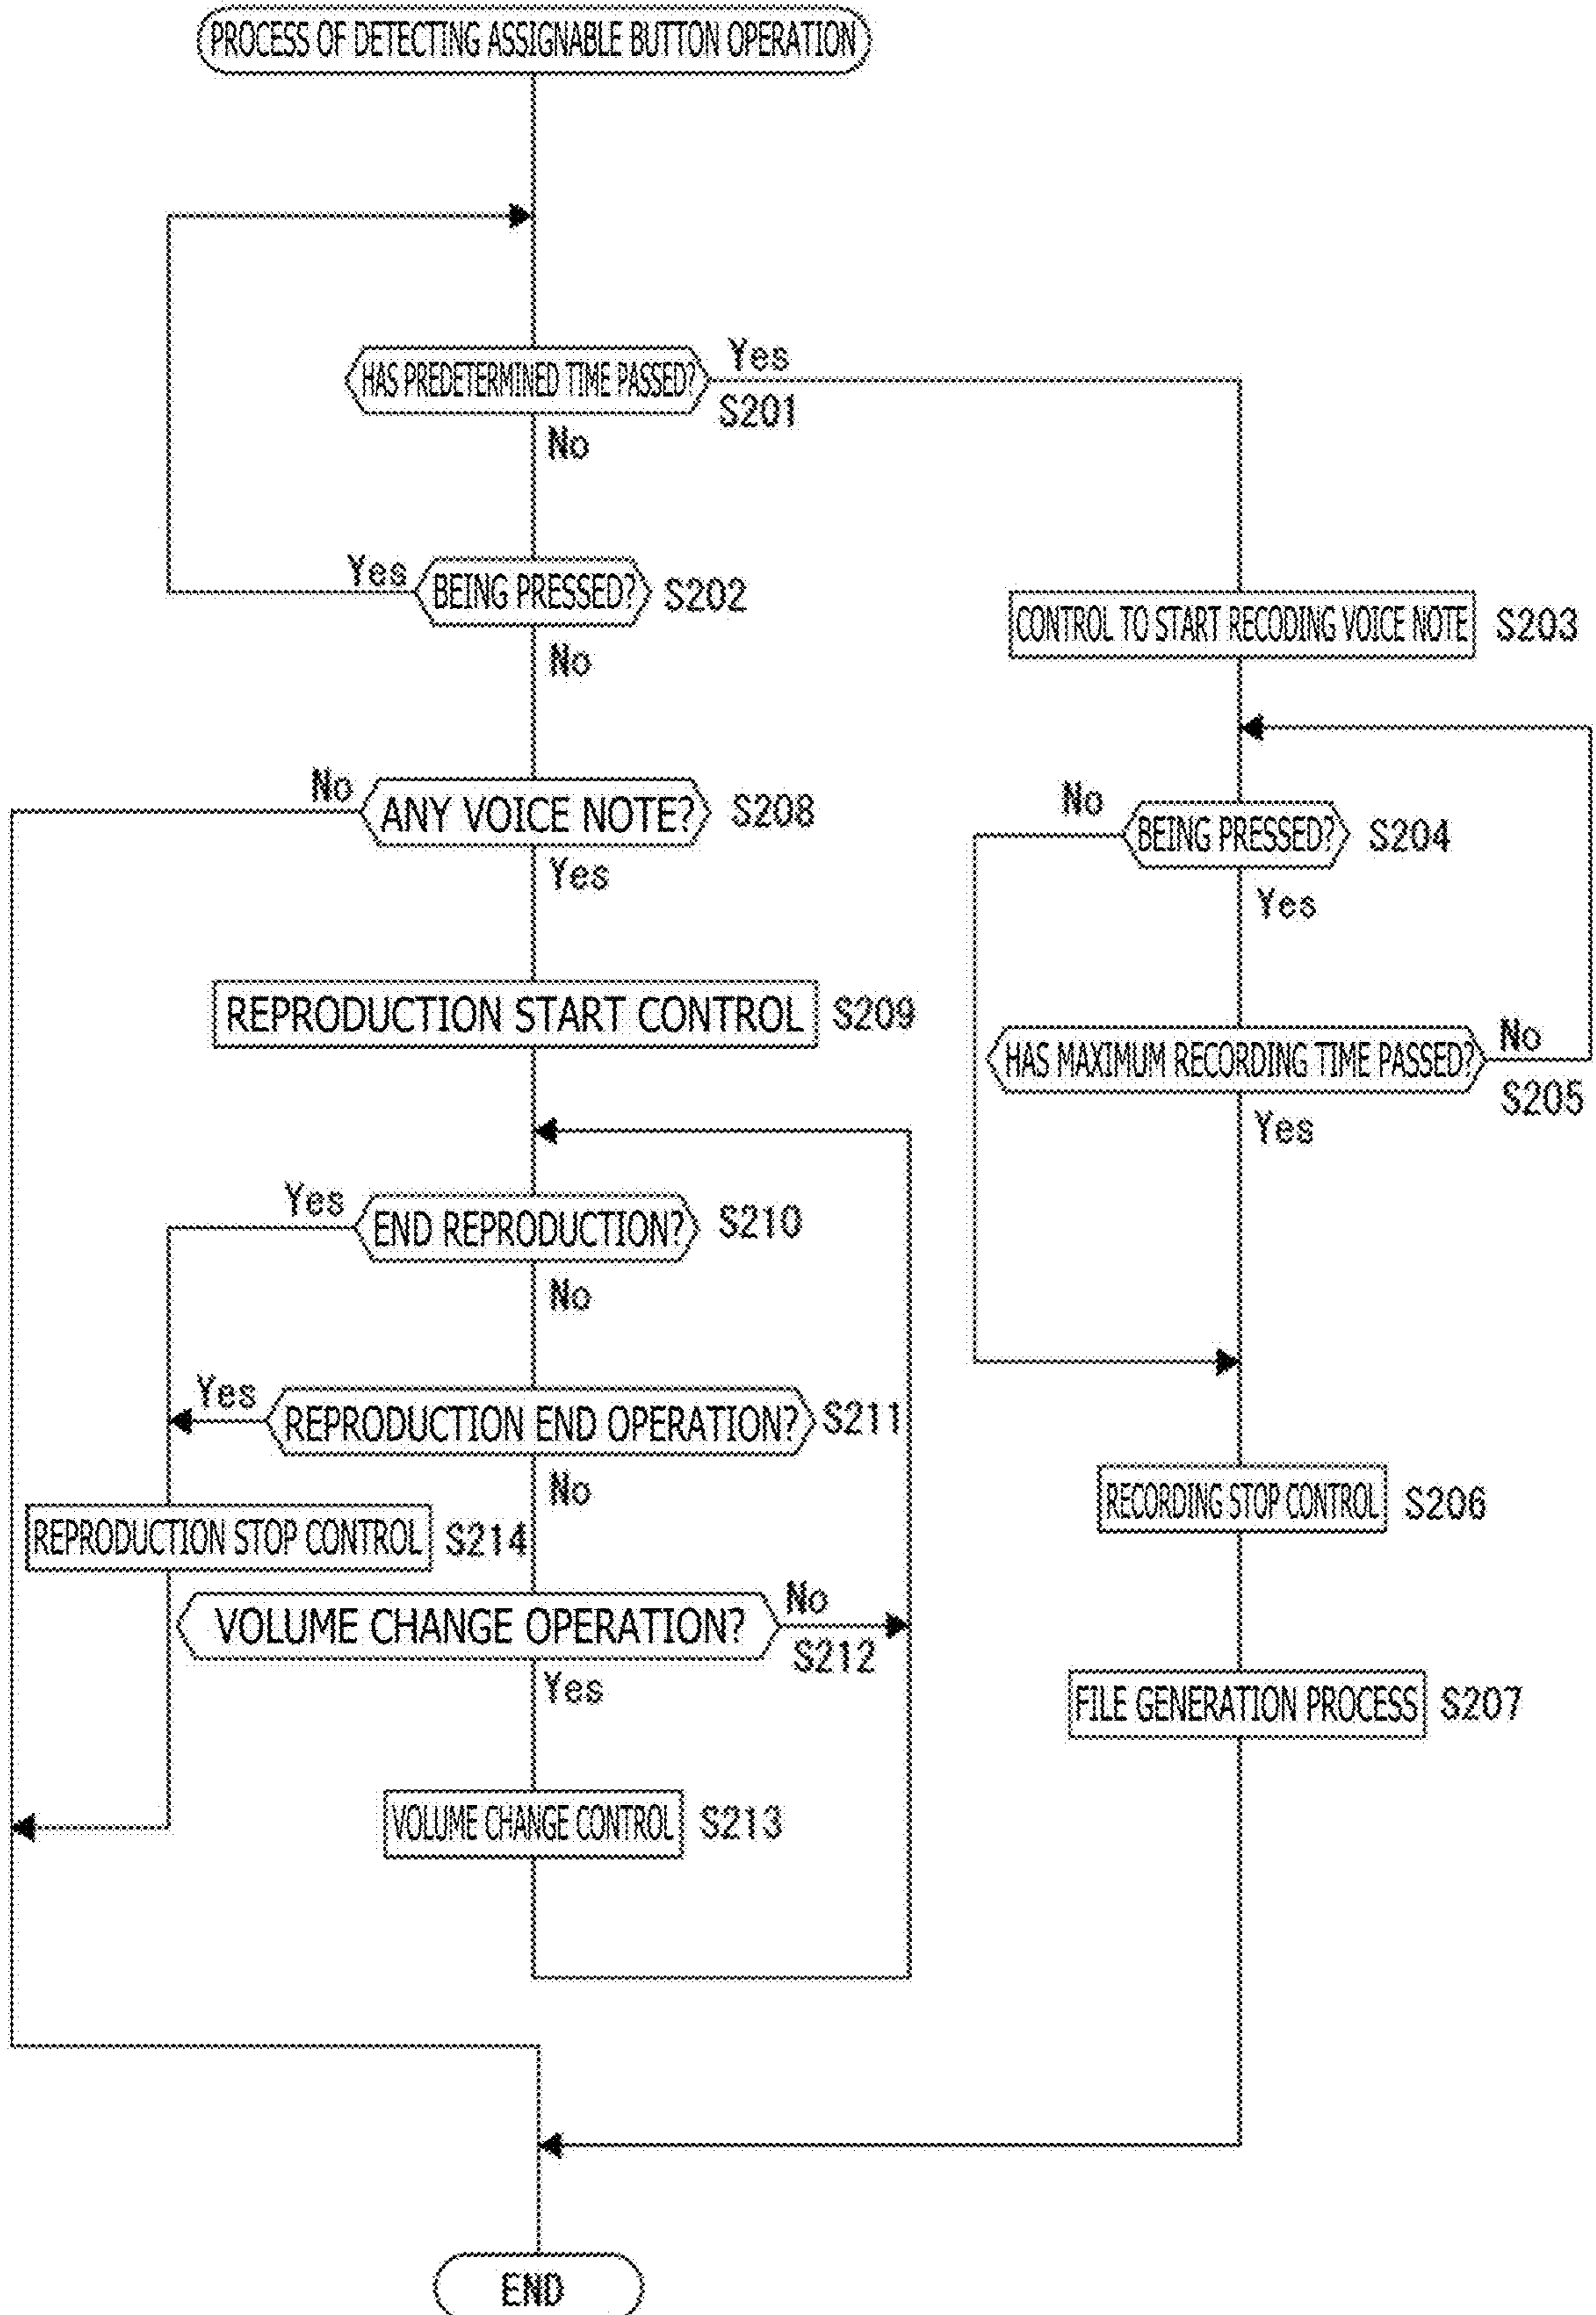 PROCESS OF DETECTING ASSIGNABLE BUTTON OPERATION
HAS PREDETERMINED TIME PASSED?
Yes
S201
No
Yes
BEING PRESSED?
S202
No
CONTROL TO START RECODING VOICE NOTE
S203
No
ANY VOICE NOTE?
S208
Yes
No
BEING PRESSED?
S204
Yes
REPRODUCTION START CONTROL
S209
HAS MAXIMUM RECORDING TIME PASSED?
No
S205
Yes
Yes
END REPRODUCTION?
S210
No
Yes
REPRODUCTION END OPERATION?
S211
No
RECORDING STOP CONTROL
S206
REPRODUCTION STOP CONTROL
S214
VOLUME CHANGE OPERATION?
No
S212
Yes
FILE GENERATION PROCESS
S207
VOLUME CHANGE CONTROL
S213
END